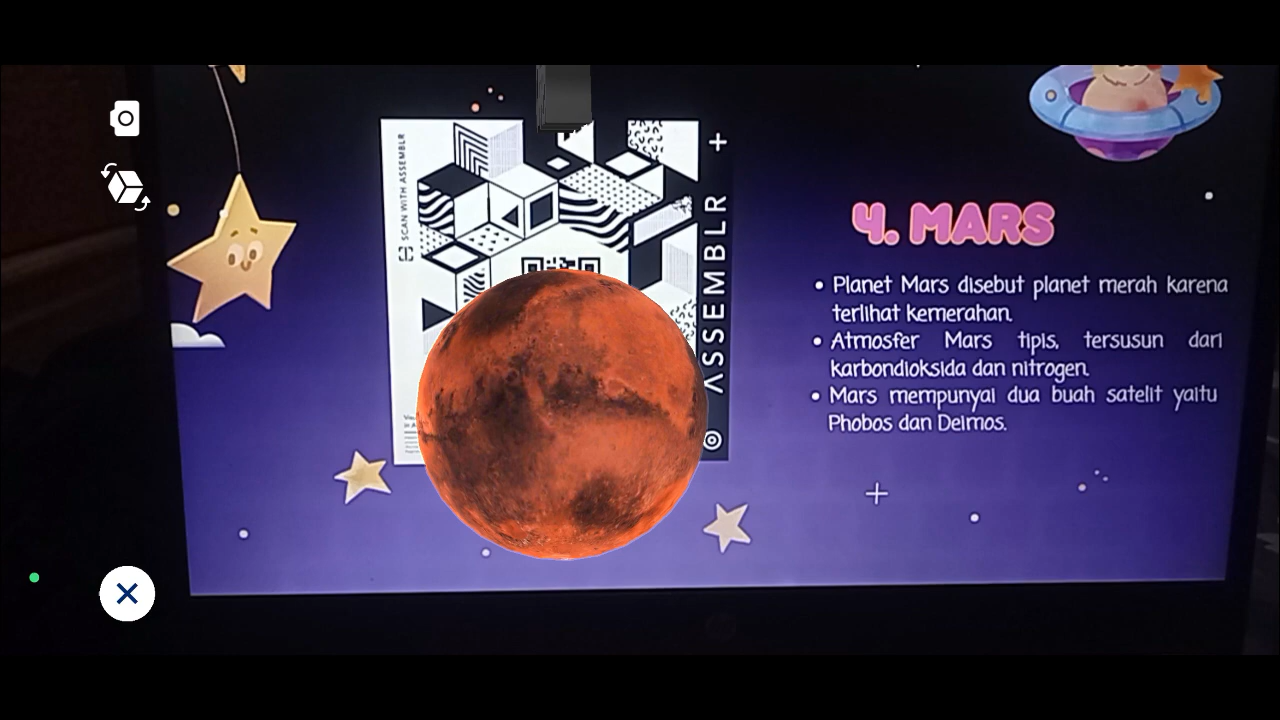 SCAN WITH ASSEMBLR
ASSEMBLR
4. MARS
• Planet Mars disebut planet merah karena
terlihat kemerahan.
• Atmosfer Mars tipis, tersusun dari
karbondioksida dan nitrogen.
• Mars mempunyai dua buah satelit yaitu
Phobos dan Deimos.